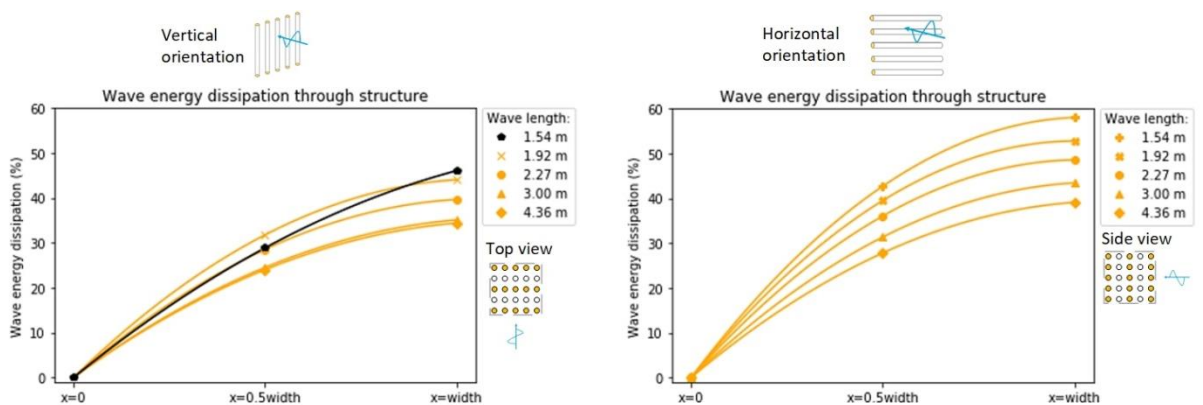 Vertical
orientation
Wave energy dissipation through structure
Wave energy dissipation (%)
60
50
40
30
20
10
0
x=0
x=0.5width
x=width
Wave length:
1.54 m
1.92 m
2.27 m
3.00 m
4.36 m
Top view
Horizontal
orientation
Wave energy dissipation through structure
Wave energy dissipation (%)
60
50
40
30
20
10
0
x=0
x=0.5width
x=width
Wave length:
1.54 m
1.92 m
2.27 m
3.00 m
4.36 m
Side view